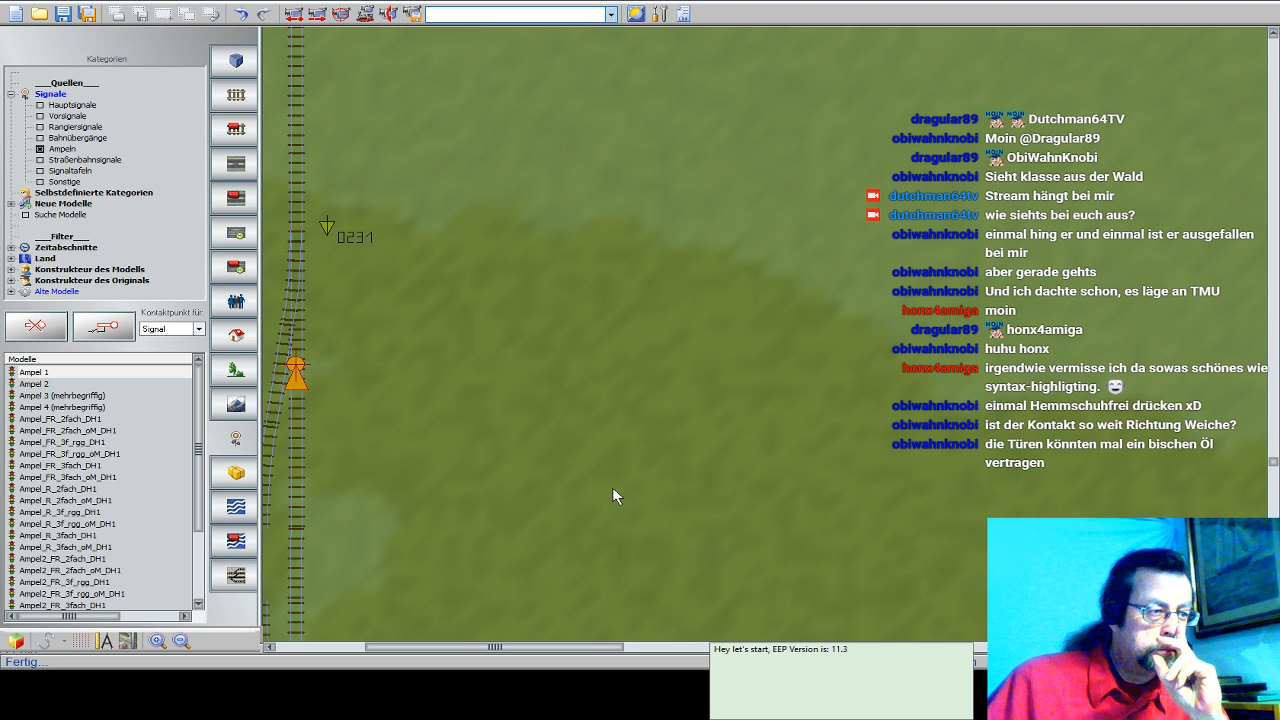 Kategorien
___Quellen___
Signale
Hauptsignale
Vorsignale
Rangiersignale
Bahnübergänge
Ampeln
Straßenbahnsignale
Signaltafeln
Sonstige
Selbstdefinierte Kategorien
Neue Modelle
Suche Modelle
___Filter___
Zeitabschnitte
Land
Konstrukteure des Modells
Konstrukteure des Originals
Alte Modelle
Kontaktpunkt für:
Signal
Modelle
Ampel 1
Ampel 2
Ampel 3 (mehrbegriffig)
Ampel 4 (mehrbegriffig)
Ampel_FR_2fach_DH1
Ampel_FR_2fach_oM_DH1
Ampel_FR_3f_rgg_DH1
Ampel_FR_3f_rgg_oM_DH1
Ampel_FR_3fach_DH1
Ampel_FR_3fach_oM_DH1
Ampel_R_2fach_DH1
Ampel_R_2fach_oM_DH1
Ampel_R_3f_rgg_DH1
Ampel_R_3f_rgg_oM_DH1
Ampel_R_3fach_DH1
Ampel_R_3fach_oM_DH1
Ampel2_FR_2fach_DH1
Ampel2_FR_2fach_oM_DH1
Ampel2_FR_3f_rgg_DH1
Ampel2_FR_3f_rgg_oM_DH1
Ampel2_FR_3fach_DH1
Fertig...
0231
dragular89 MOIN MOIN Dutchman64TV
obiwahnknobi Moin @Dragular89
dragular89 MOIN ObiWahnKnobi
obiwahnknobi Sieht klasse aus der Wald
dutchman64tv Stream hängt bei mir
dutchman64tv wie siehts bei euch aus?
obiwahnknobi einmal hing er und einmal ist er ausgefallen
bei mir
obiwahnknobi aber gerade gehts
obiwahnknobi Und ich dachte schon, es läge an TMU
honx4amiga moin
dragular89 MOIN honx4amiga
obiwahnknobi huhu honx
honx4amiga irgendwie vermisse ich da sowas schönes wie
syntax-highligting.
obiwahnknobi einmal Hemmschuhfrei drücken xD
obiwahnknobi ist der Kontakt so weit Richtung Weiche?
obiwahnknobi die Türen könnten mal ein bischen Öl
vertragen
Hey let's start, EEP Version is: 11.3